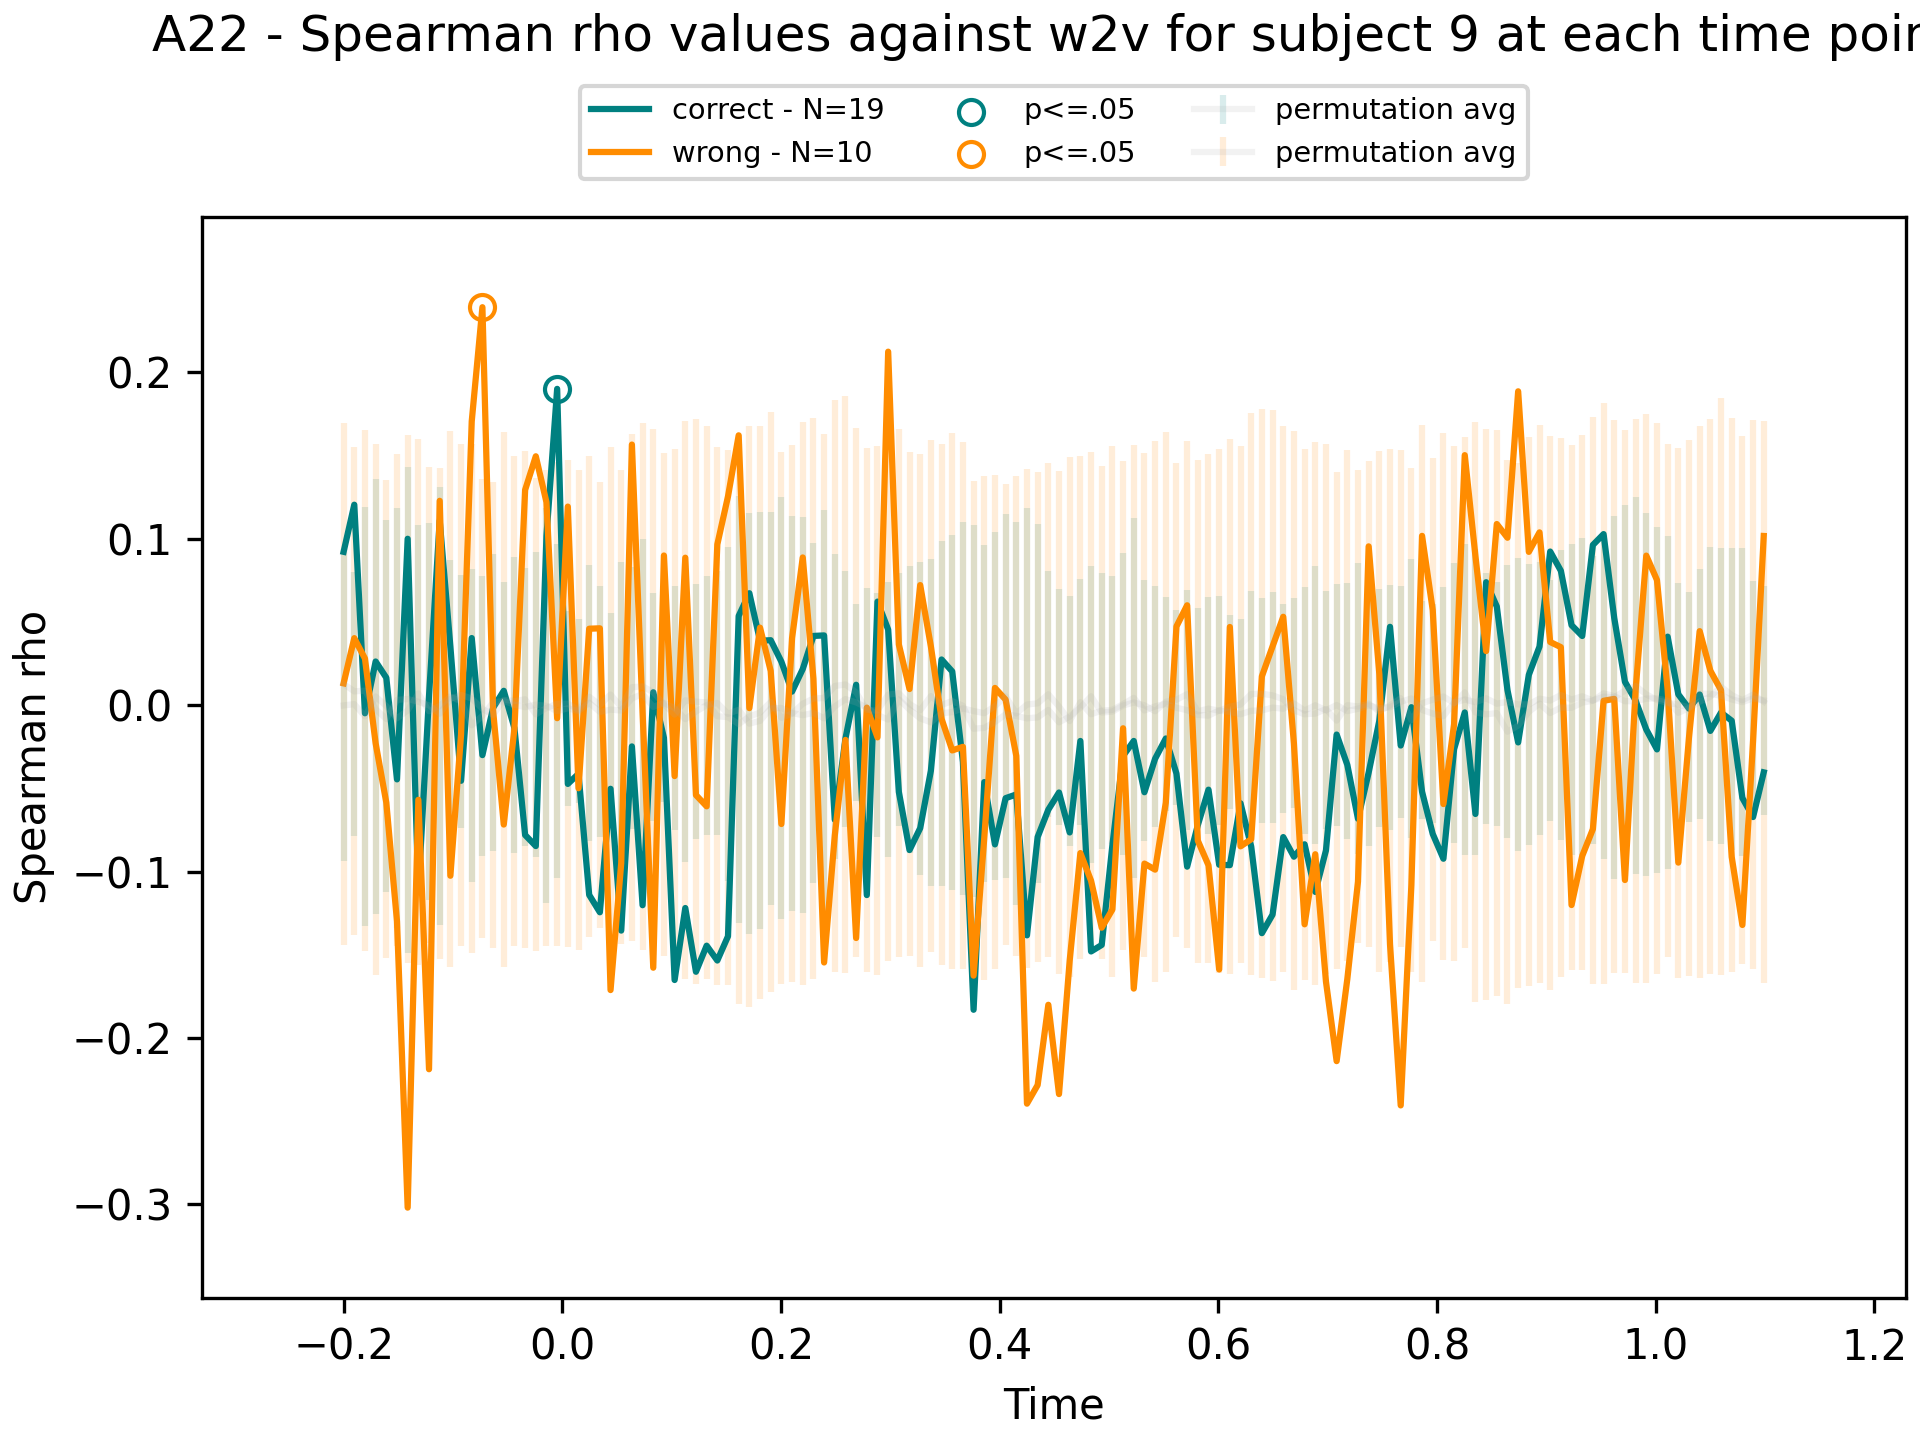 A22 - Spearman rho values against w2v for subject 9 at each time
correct - N=19 p<=.05 permutation avg
wrong - N=10 p<=.05 permutation avg
Spearman rho
0.2
0.1
0.0
−0.1
−0.2
−0.3
−0.2 0.0 0.2 0.4 0.6 0.8 1.0 1.2
Time